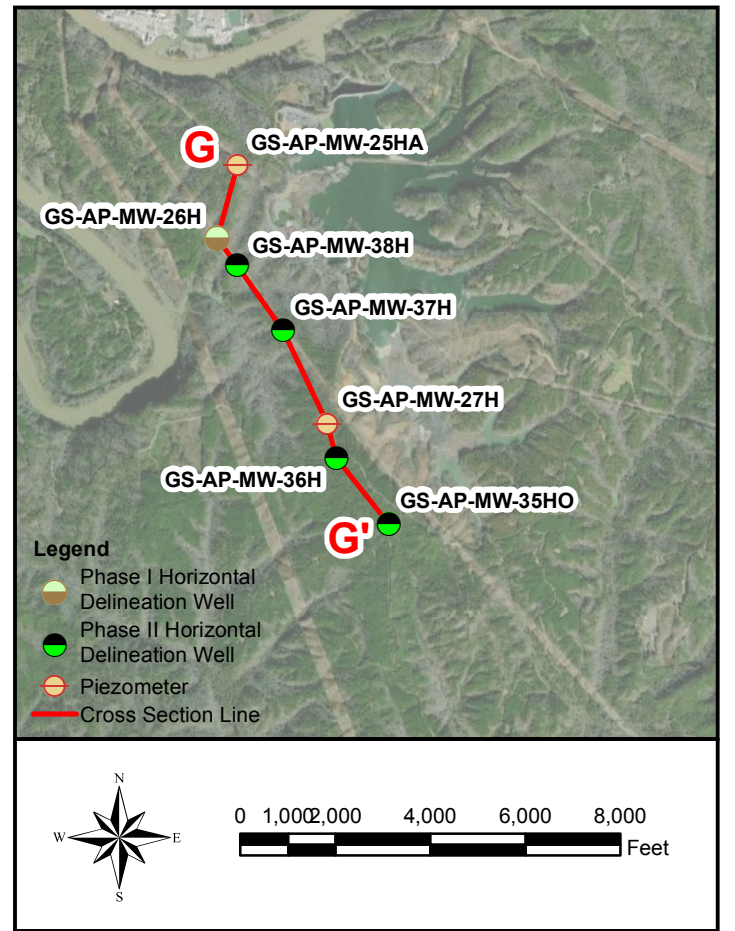 G
GS-AP-MW-25HA
GS-AP-MW-26H
GS-AP-MW-38H
GS-AP-MW-37H
GS-AP-MW-27H
GS-AP-MW-36H
GS-AP-MW-35HO
G'
Legend
Phase I Horizontal
Delineation Well
Phase II Horizontal
Delineation Well
Piezometer
Cross Section Line
N
W E
S
0 1,000 2,000 4,000 6,000 8,000
Feet